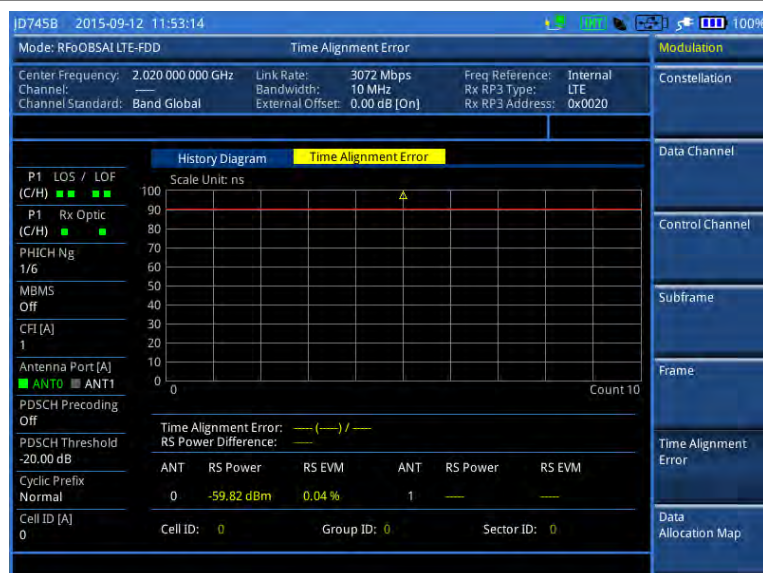 JD745B 2015-09-12 11:53:14 100%
Mode: RFoOBSAI LTE-FDD Time Alignment Error
Center Frequency: 2.020 000 000 GHz Link Rate: 3072 Mbps Freq Reference: Internal
Channel: ---- Bandwidth: 10 MHz Rx RP3 Type: LTE
Channel Standard: Band Global External Offset: 0.00 dB [On] Rx RP3 Address: 0x0020
History Diagram Time Alignment Error
P1 LOS / LOF
(C/H)
P1 Rx Optic
(C/H)
PHICH Ng
1/6
MBMS
Off
CFI [A]
1
Antenna Port [A]
ANT0 ANT1
PDSCH Precoding
Off
PDSCH Threshold
-20.00 dB
Cyclic Prefix
Normal
Cell ID [A]
0
Scale Unit: ns
100
90
80
70
60
50
40
30
20
10
0
0 Count 10
Time Alignment Error: ----- (-----) / -----
RS Power Difference: -----
ANT RS Power RS EVM ANT RS Power RS EVM
0 -59.82 dBm 0.04 % 1 ----- -----
Cell ID: 0 Group ID: 0 Sector ID: 0
Modulation
Constellation
Data Channel
Control Channel
Subframe
Frame
Time Alignment
Error
Data
Allocation Map